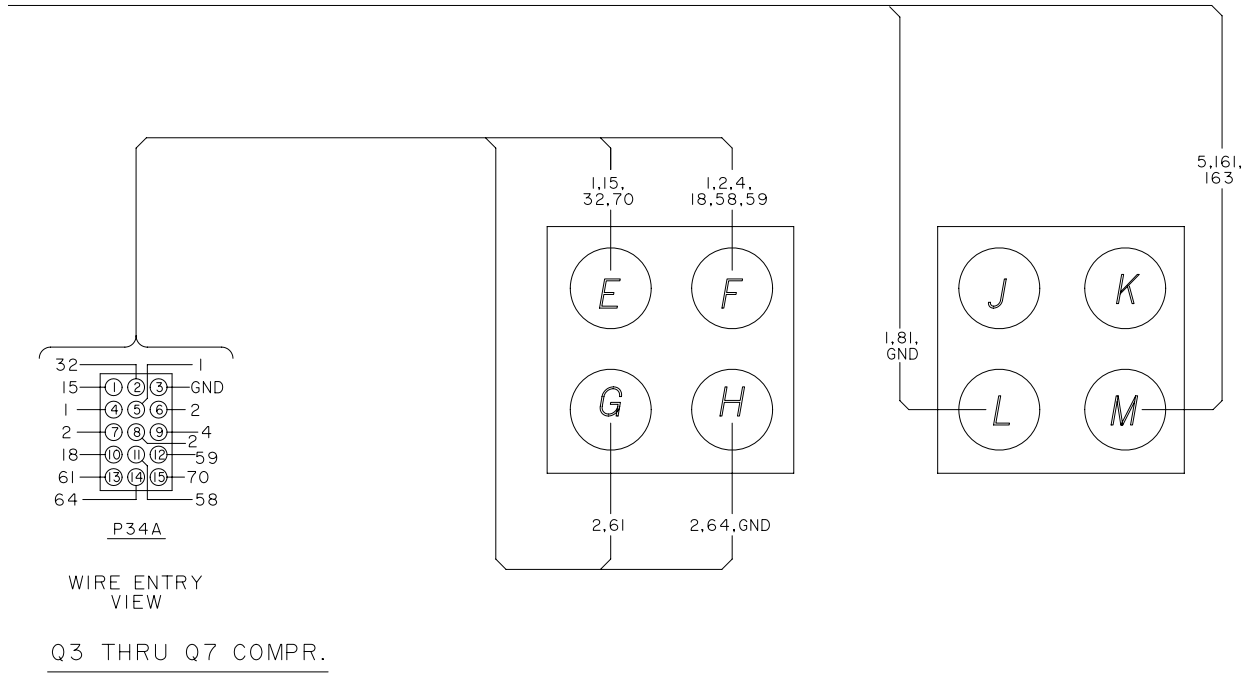 5,161,
163
1,15,
32,70
1,2,4,
18,58,59
E
F
J
K
1,81,
GND
G
H
L
M
32
1
15
1
2
3
GND
1
4
5
6
2
2
7
8
9
4
2
18
10
11
12
59
61
13
14
15
70
64
58
P34A
2,61
2,64,GND
WIRE ENTRY
VIEW
Q3 THRU Q7 COMPR.